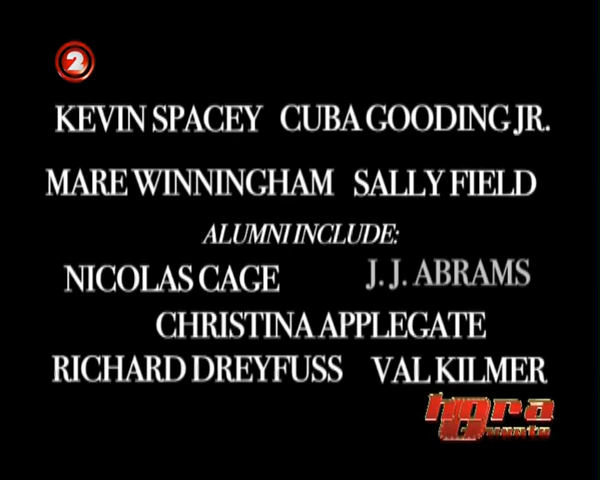 2
KEVIN SPACEY CUBA GOODING JR.
MARE WINNINGHAM SALLY FIELD
ALUMNI INCLUDE:
NICOLAS CAGE J. J. ABRAMS
CHRISTINA APPLEGATE
RICHARD DREYFUSS VAL KILMER
hora